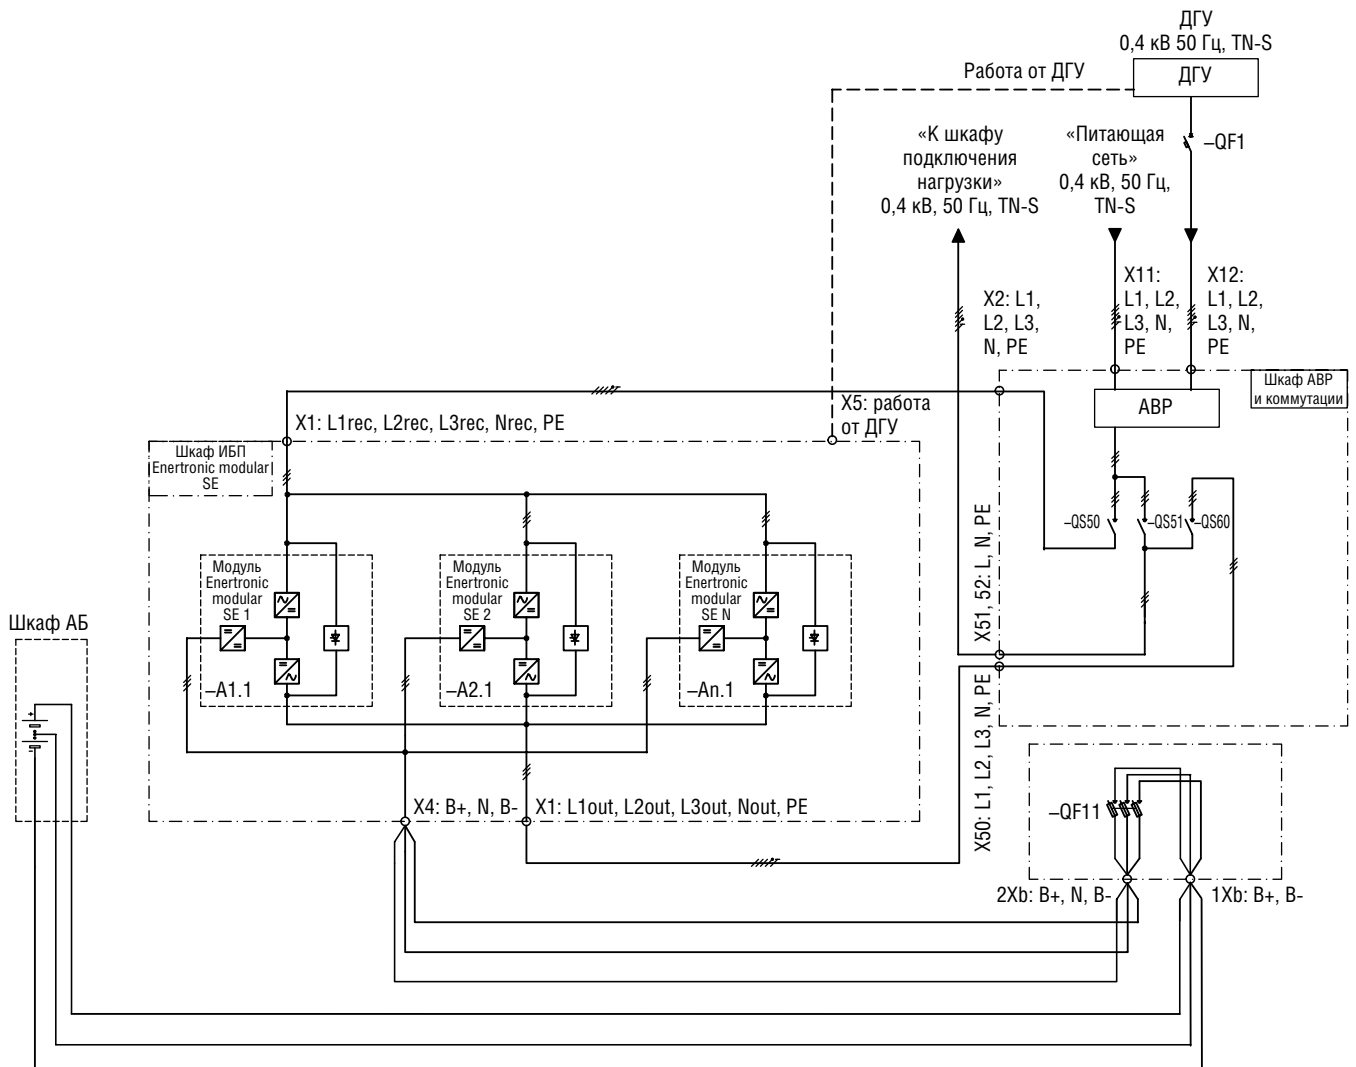 ДГУ
0,4 кВ 50 Гц, TN-S
Работа от ДГУ
ДГУ
«К шкафу
подключения
нагрузки»
0,4 кВ, 50 Гц, TN-S
«Питающая
сеть»
0,4 кВ, 50 Гц,
TN-S
–QF1
X2: L1,
L2, L3,
N, PE
X11:
L1, L2,
L3, N,
PE
X12:
L1, L2,
L3, N,
PE
Шкаф АВР
и коммутации
АВР
X1: L1rec, L2rec, L3rec, Nrec, PE
X5: работа
от ДГУ
Шкаф ИБП
Enertronic modular
SE
–QS50
–QS51
–QS60
Модуль
Enertronic
modular
SE 1
–A1.1
Модуль
Enertronic
modular
SE 2
–A2.1
Модуль
Enertronic
modular
SE N
–An.1
X51, 52: L, N, PE
X50: L1, L2, L3, N, PE
Шкаф АБ
+
-
X4: B+, N, B-
X1: L1out, L2out, L3out, Nout, PE
–QF11
2Xb: B+, N, B-
1Xb: B+, B-